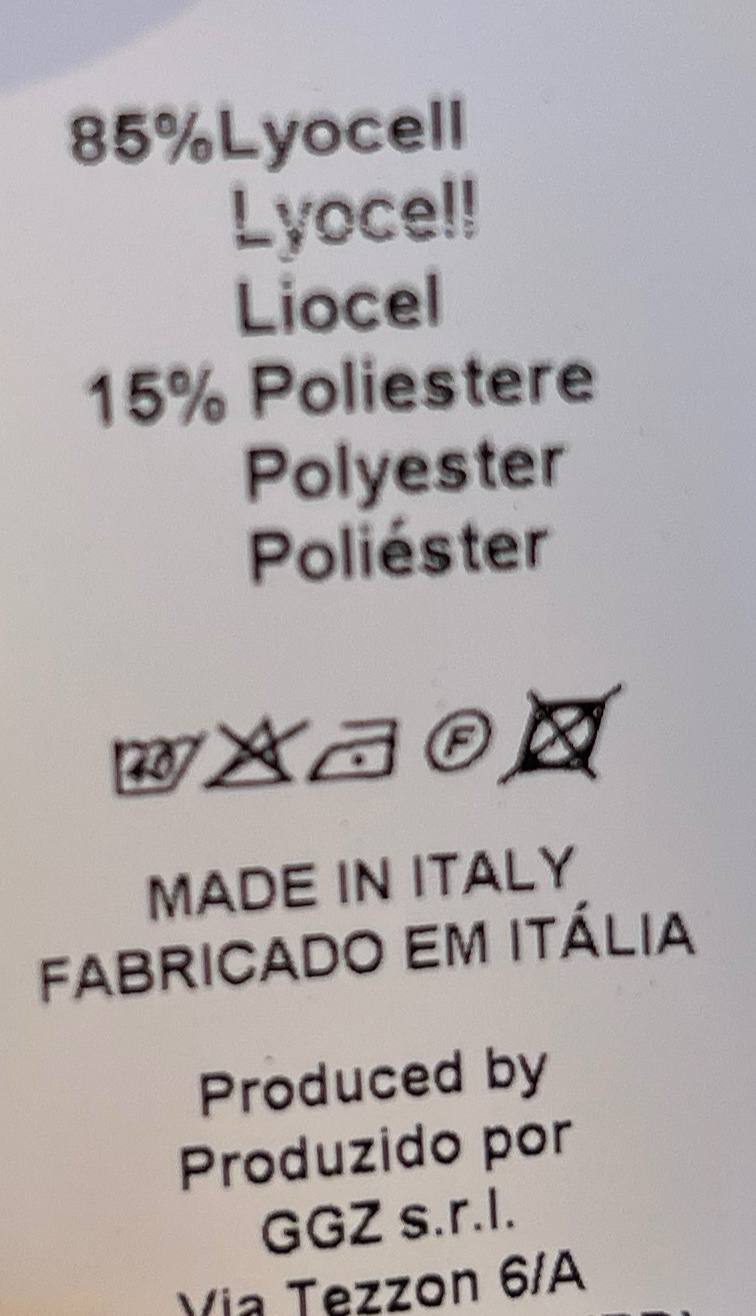 85%Lyocell
Lyocell
Liocel
15% Poliestere
Polyester
Poliéster
F
MADE IN ITALY
FABRICADO EM ITÁLIA
Produced by
Produzido por
GGZ s.r.l.
Via Tezzon 6/A